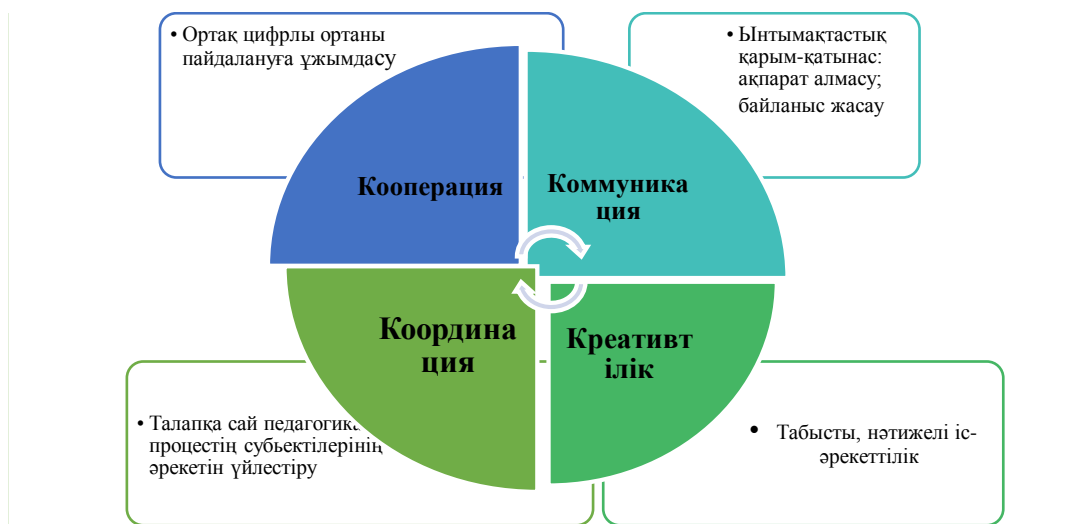 • Ортақ цифрлы ортаны
пайдалануға ұжымдасу
• Ынтымақтастық
қарым-қатынас:
ақпарат алмасу;
байланыс жасау
Кооперация
Коммуника
ция
Координа
ция
Креативт
ілік
• Талапқа сай
процестің субъектілерінің
әрекетін үйлестіру
• Табысты, нәтижелі іс-
әрекеттілік